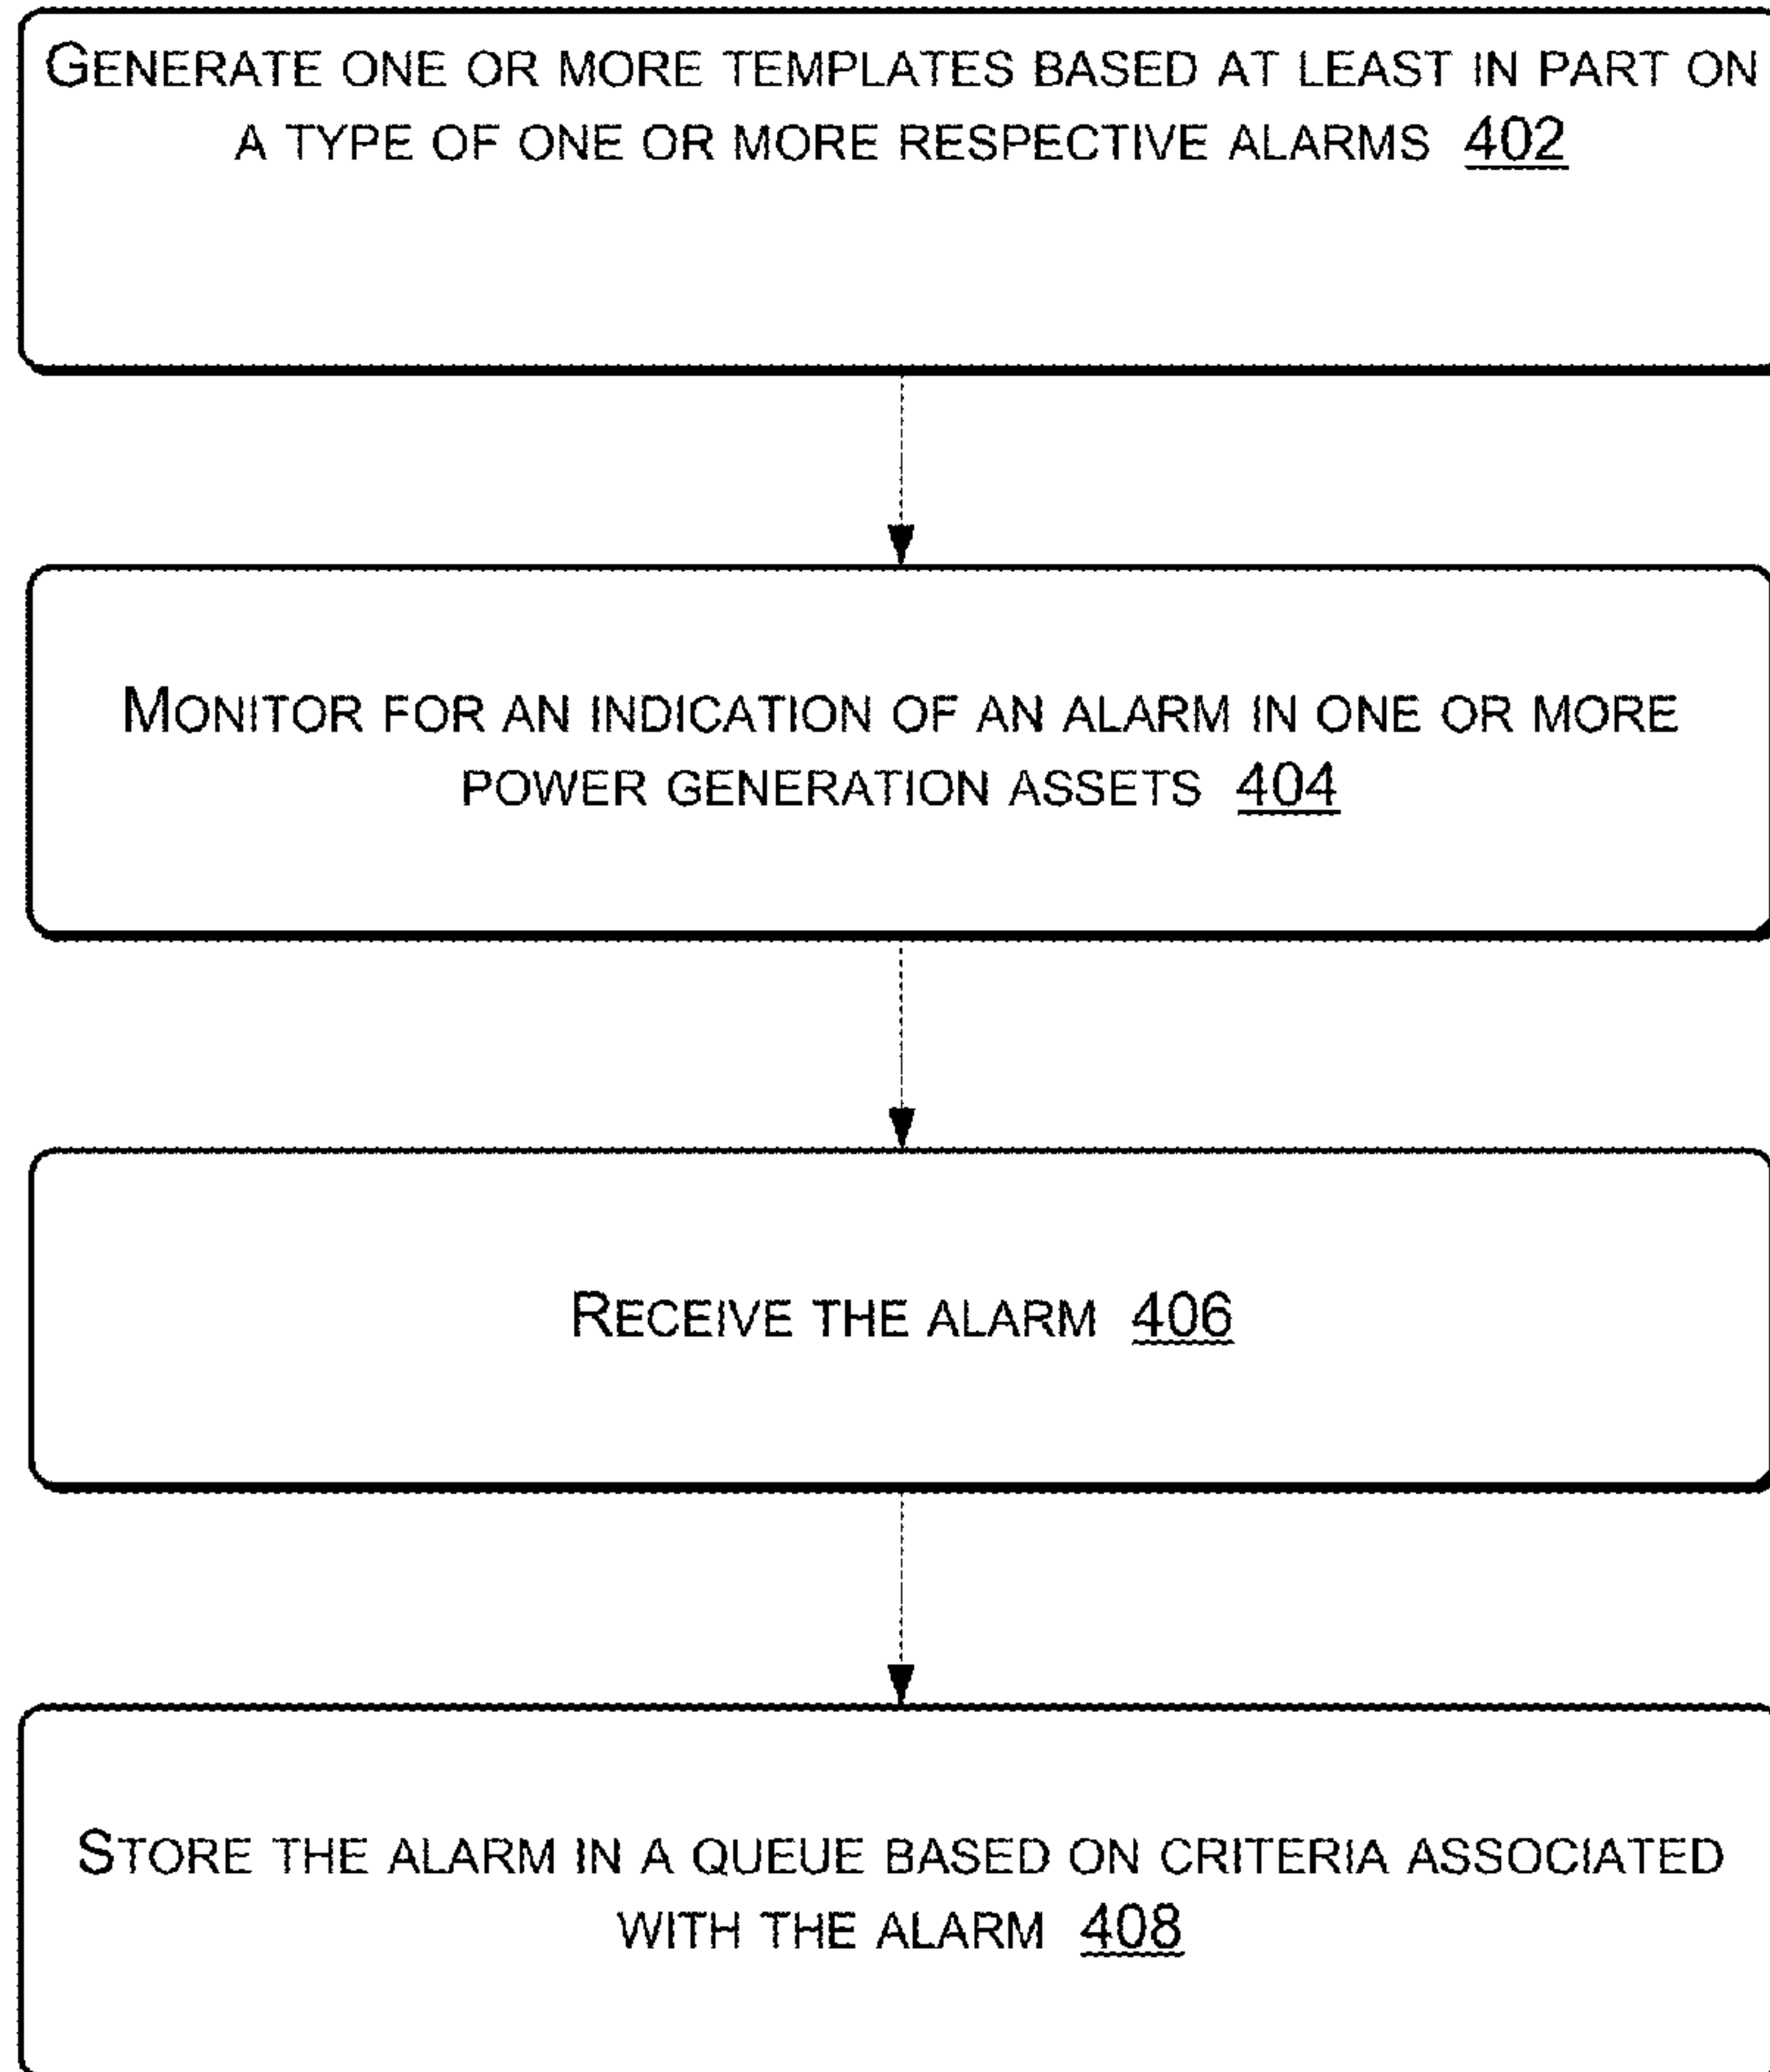 GENERATE ONE OR MORE TEMPLATES BASED AT LEAST IN PART ON
A TYPE OF ONE OR MORE RESPECTIVE ALARMS 402
MONITOR FOR AN INDICATION OF AN ALARM IN ONE OR MORE
POWER GENERATION ASSETS 404
RECEIVE THE ALARM 406
STORE THE ALARM IN A QUEUE BASED ON CRITERIA ASSOCIATED
WITH THE ALARM 408